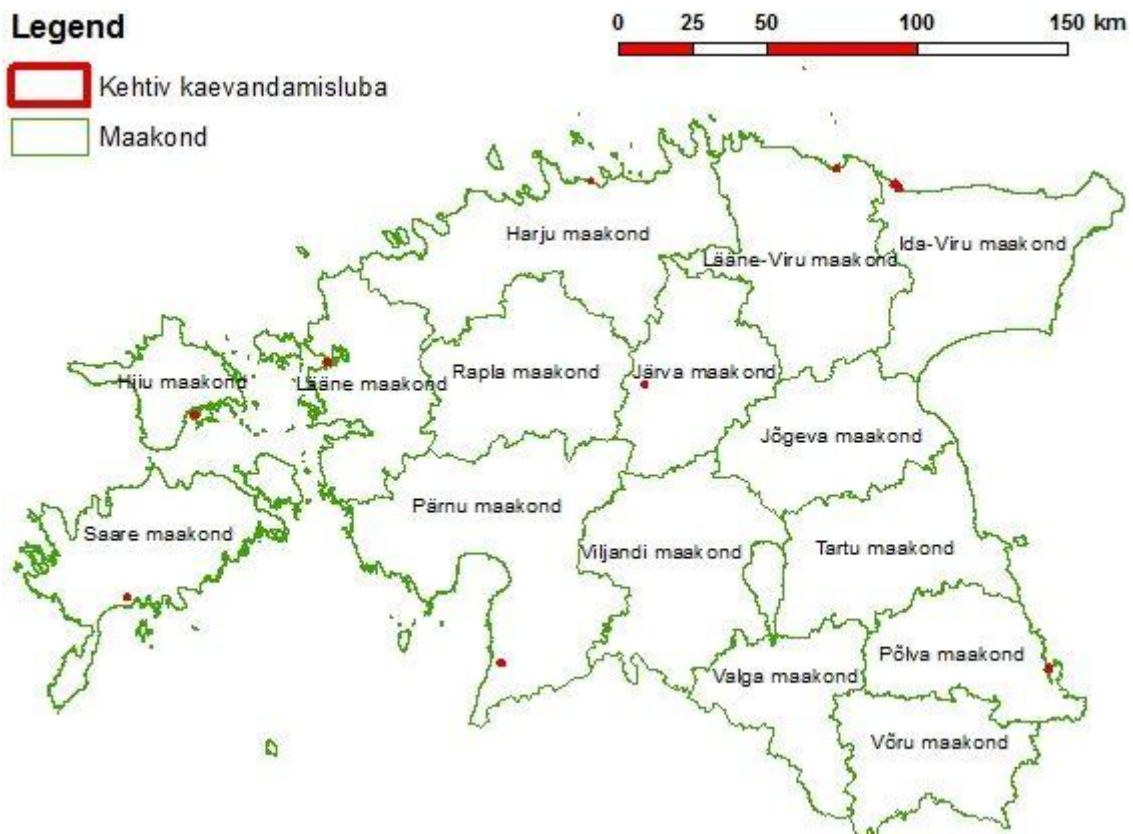 Legend
0 25 50 100 150 km
Kehtiv kaevandamisluba
Maakond
Harju maakond
Ida-Viru maakond
Lääne-Viru maakond
Hiiu maakond
Lääne maakond
Rapla maakond
Järva maakond
Jõgeva maakond
Pärnu maakond
Saare maakond
Viljandi maakond
Tartu maakond
Põlva maakond
Valga maakond
Võru maakond